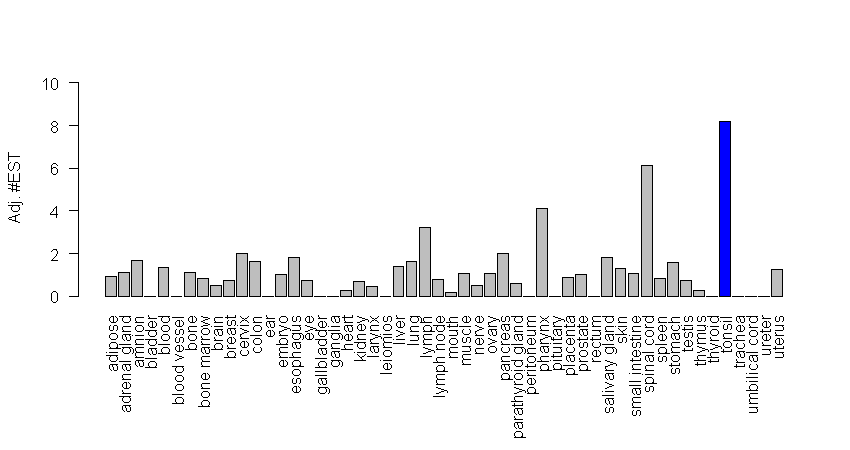 Adj. #EST
10
8
6
4
2
0
adipose
adrenal gland
amnion
bladder
blood
blood vessel
bone
bone marrow
brain
breast
cervix
colon
ear
embryo
esophagus
eye
gallbladder
ganglia
heart
kidney
larynx
leiomios
liver
lung
lymph
lymph node
mouth
muscle
nerve
ovary
pancreas
parathyroid gland
peritoneum
pharynx
pituitary
placenta
prostate
rectum
salivary gland
skin
small intestine
spinal cord
spleen
stomach
testis
thymus
thyroid
tonsil
trachea
umbilical cord
ureter
uterus